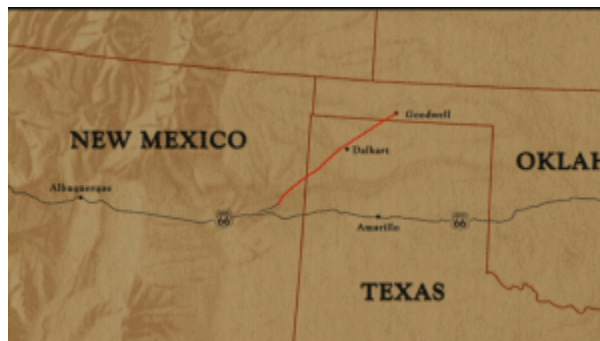 Goodwell
NEW MEXICO
Dalhart
OKLAH
Albuquerque
66
Amarillo
66
TEXAS